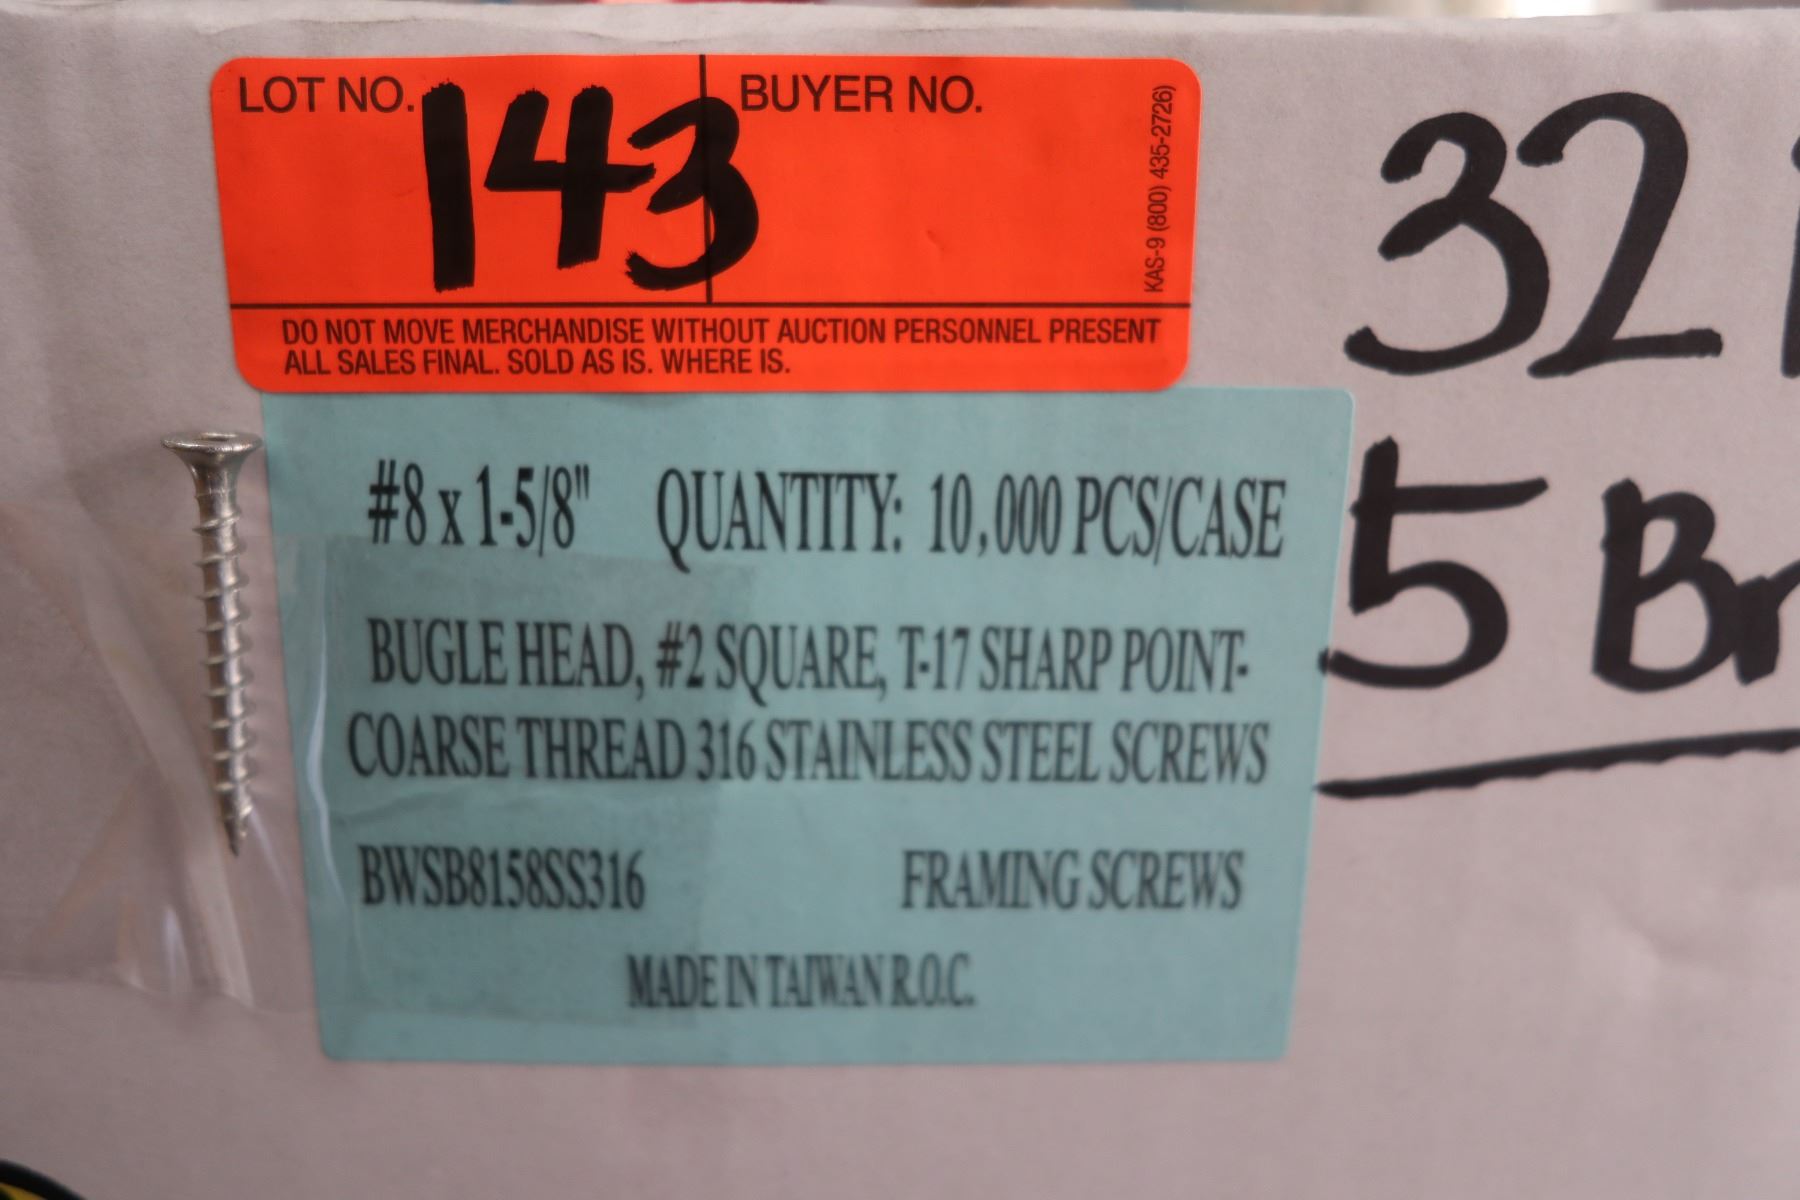 LOT NO. 143 BUYER NO.
KAS-9 (800) 435-2726)
DO NOT MOVE MERCHANDISE WITHOUT AUCTION PERSONNEL PRESENT
ALL SALES FINAL. SOLD AS IS. WHERE IS.
32
5
#8 x 1-5/8" QUANTITY: 10,000 PCS/CASE
BUGLE HEAD, #2 SQUARE, T-17 SHARP POINT-
COARSE THREAD 316 STAINLESS STEEL SCREWS
BWSB8158SS316 FRAMING SCREWS
MADE IN TAIWAN R.O.C.